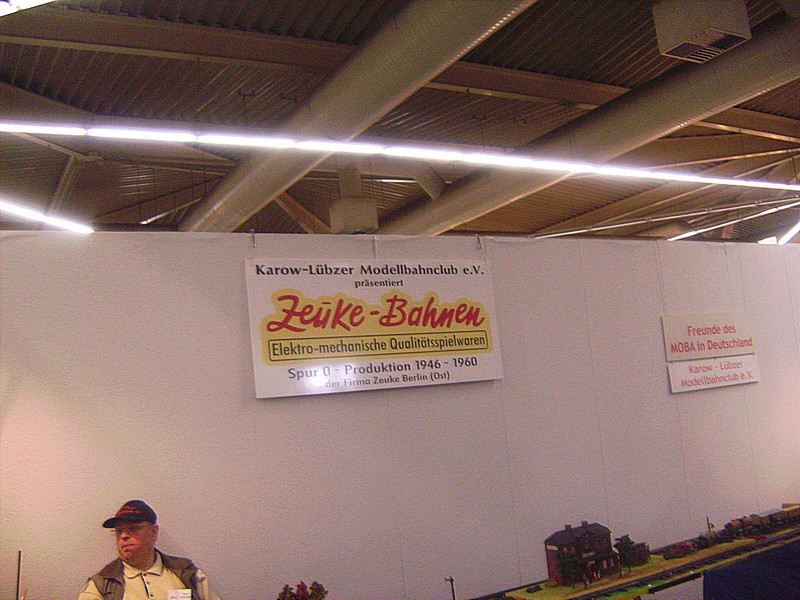 Karow-Lübzer Modellbahnclub e.V.
präsentiert
Zeuke-Bahnen
Elektro-mechanische Qualitätsspielwaren
Spur 0 - Produktion 1946 - 1960
der Firma Zeuke Berlin (Ost)
Freunde des
MOBA in Deutschland
Karow - Lübzer
Modellbahnclub e.V.